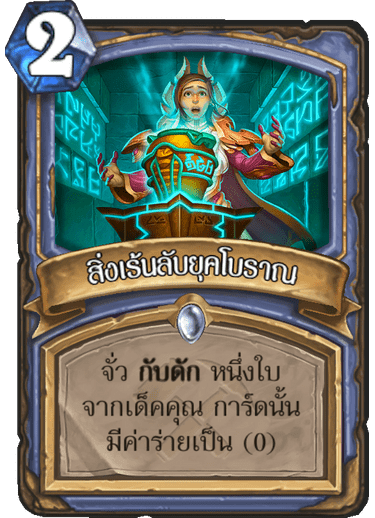 2
สิ่งเร้นลับยุคโบราณ
จั่ว กับดัก หนึ่งใบ
จากเด็คคุณ การ์ดนั้น
มีค่าร่ายเป็น (0)